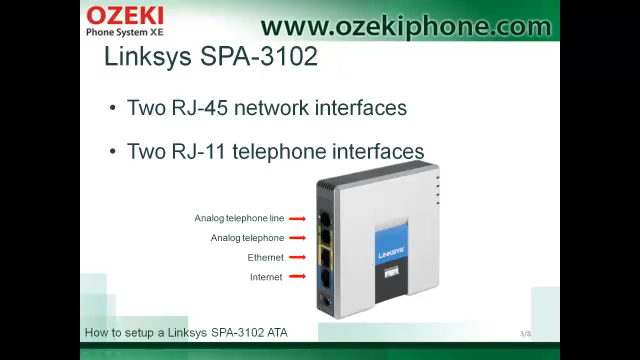 OZEKI
Phone System XE
www.ozekiphone.com
Linksys SPA-3102
• Two RJ-45 network interfaces
• Two RJ-11 telephone interfaces
Analog telephone line
Analog telephone
Ethernet
Internet
LINKSYS
How to setup a Linksys SPA-3102 ATA
3/8